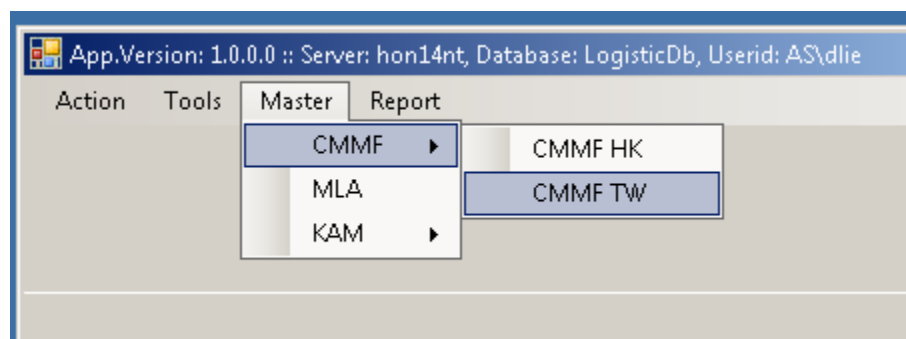 App.Version: 1.0.0.0 :: Server: hon14nt, Database: LogisticDb, Userid: AS\dlie
Action Tools Master Report
CMMF CMMF HK
MLA CMMF TW
KAM